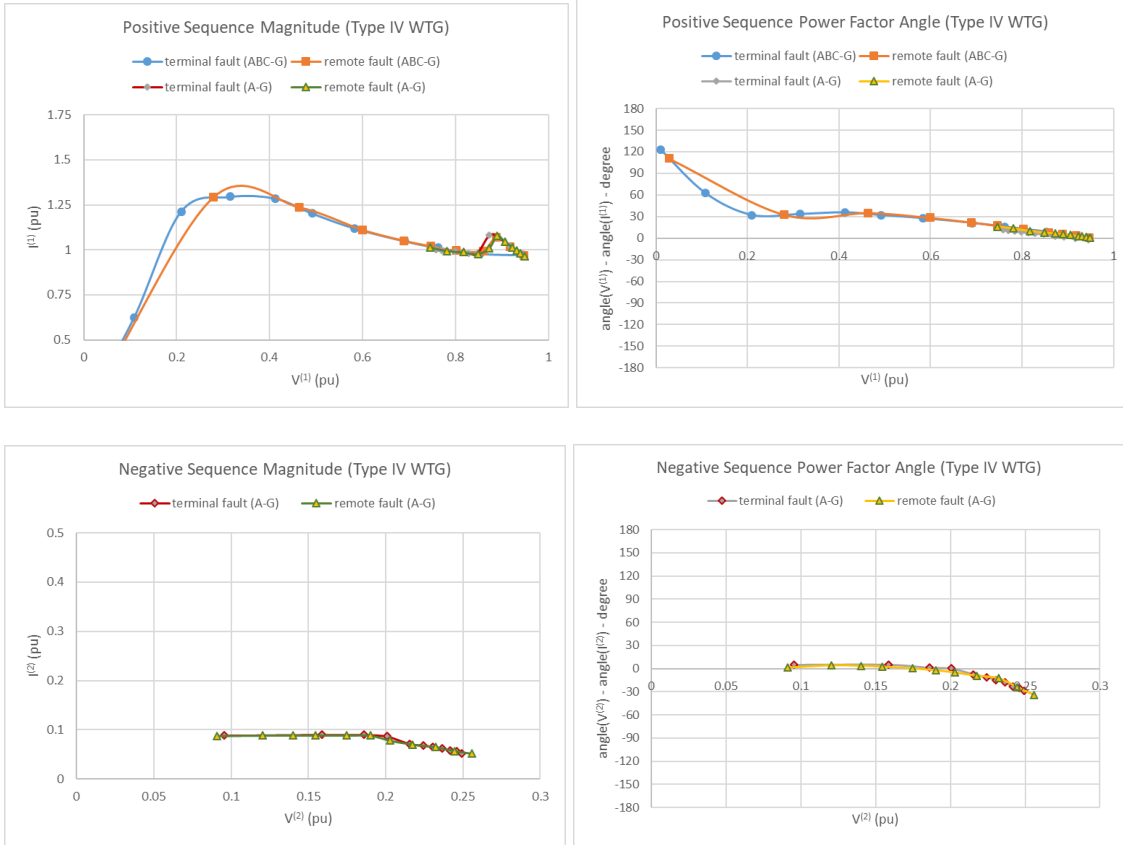 Positive Sequence Magnitude (Type IV WTG)
terminal fault (ABC-G) remote fault (ABC-G)
terminal fault (A-G) remote fault (A-G)
1.75
1.5
1.25
1
0.75
0.5
I(1) (pu)
0 0.2 0.4 0.6 0.8 1
V(1) (pu)
Positive Sequence Power Factor Angle (Type IV WTG)
terminal fault (ABC-G) remote fault (ABC-G)
terminal fault (A-G) remote fault (A-G)
180
150
120
90
60
30
0
-30
-60
-90
-120
-150
-180
angle(V(1)) - angle(I(1)) - degree
0 0.2 0.4 0.6 0.8 1
V(1) (pu)
Negative Sequence Magnitude (Type IV WTG)
terminal fault (A-G) remote fault (A-G)
0.5
0.4
0.3
0.2
0.1
0
I(2) (pu)
0 0.05 0.1 0.15 0.2 0.25 0.3
V(2) (pu)
Negative Sequence Power Factor Angle (Type IV WTG)
terminal fault (A-G) remote fault (A-G)
180
150
120
90
60
30
0
-30
-60
-90
-120
-150
-180
angle(V(2)) - angle(I(2)) - degree
0 0.05 0.1 0.15 0.2 0.25 0.3
V(2) (pu)